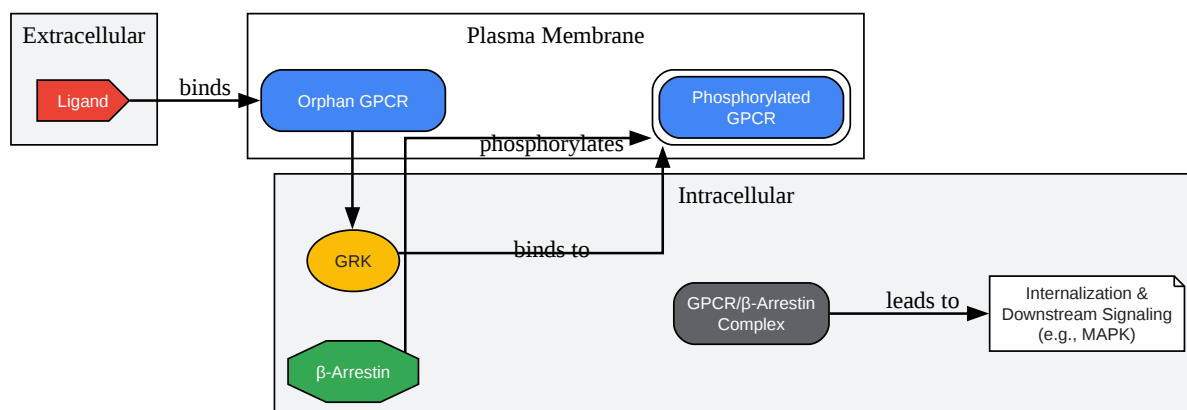 Extracellular
Plasma Membrane
Ligand
binds
Orphan GPCR
Phosphorylated
GPCR
phosphorylates
Intracellular
GRK
binds to
GPCR/β-Arrestin
Complex
leads to
Internalization &
Downstream Signaling
(e.g., MAPK)
β-Arrestin